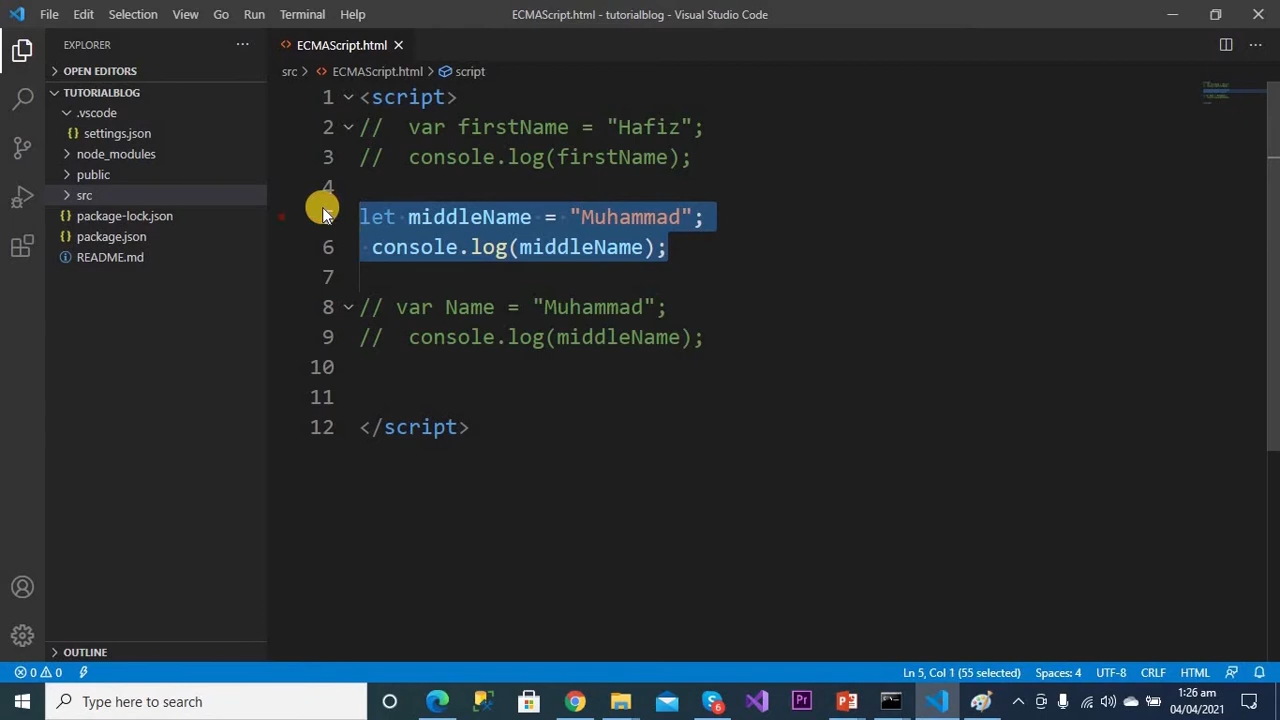 File Edit Selection View Go Run Terminal Help ECMAScript.html - tutorialblog - Visual Studio Code
EXPLORER
OPEN EDITORS
TUTORIALBLOG
.vscode
settings.json
node_modules
public
src
package-lock.json
package.json
README.md
OUTLINE
ECMAScript.html
src > ECMAScript.html > script
1 <script>
2 //  var firstName = "Hafiz";
3 //  console.log(firstName);
4
let middleName = "Muhammad";
6  console.log(middleName);
7
8 // var Name = "Muhammad";
9 //  console.log(middleName);
10
11
12 </script>
0 0 Ln 5, Col 1 (55 selected) Spaces: 4 UTF-8 CRLF HTML
Type here to search
6
Pr
1:26 am
04/04/2021